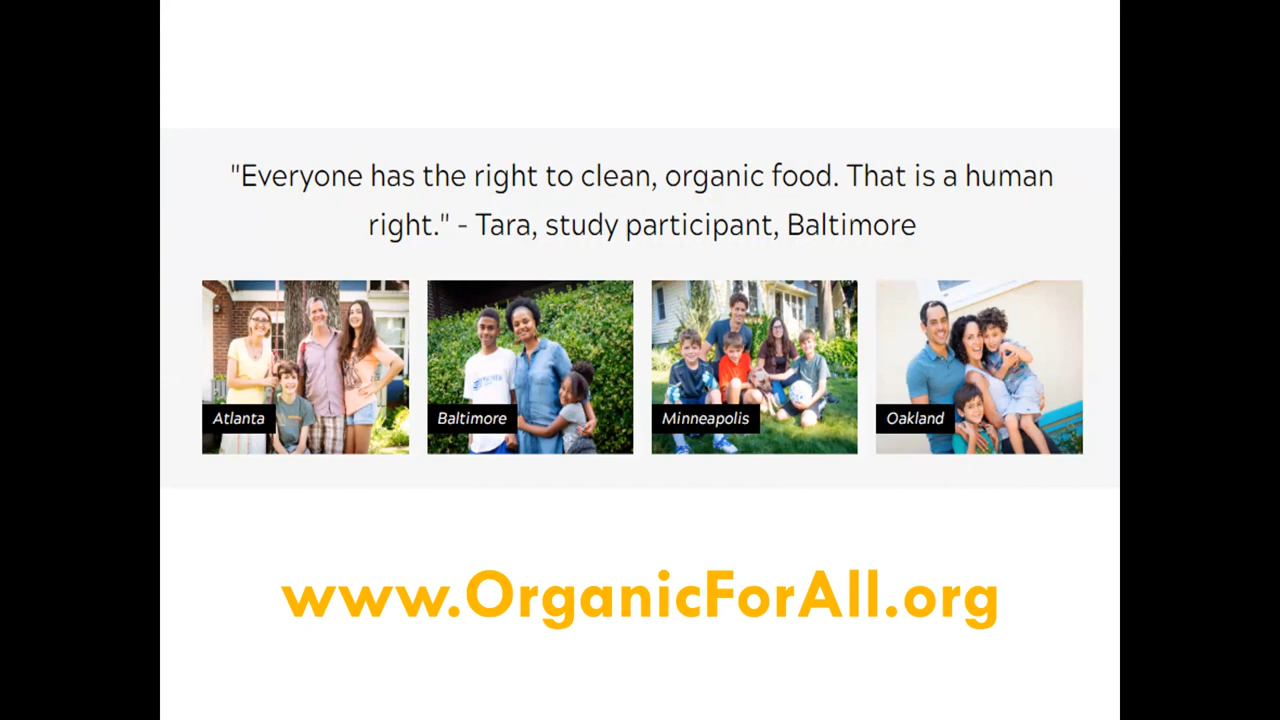 "Everyone has the right to clean, organic food. That is a human
right." - Tara, study participant, Baltimore
Atlanta
Baltimore
Minneapolis
Oakland
www.OrganicForAll.org